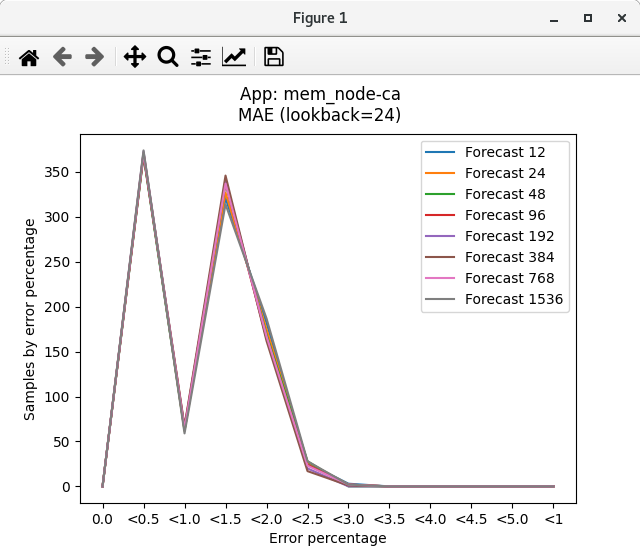 Figure 1
App: mem_node-ca
MAE (lookback=24)
Forecast 12
Forecast 24
Forecast 48
Forecast 96
Forecast 192
Forecast 384
Forecast 768
Forecast 1536
Samples by error percentage
350
300
250
200
150
100
50
0
0.0 <0.5 <1.0 <1.5 <2.0 <2.5 <3.0 <3.5 <4.0 <4.5 <5.0 <1
Error percentage